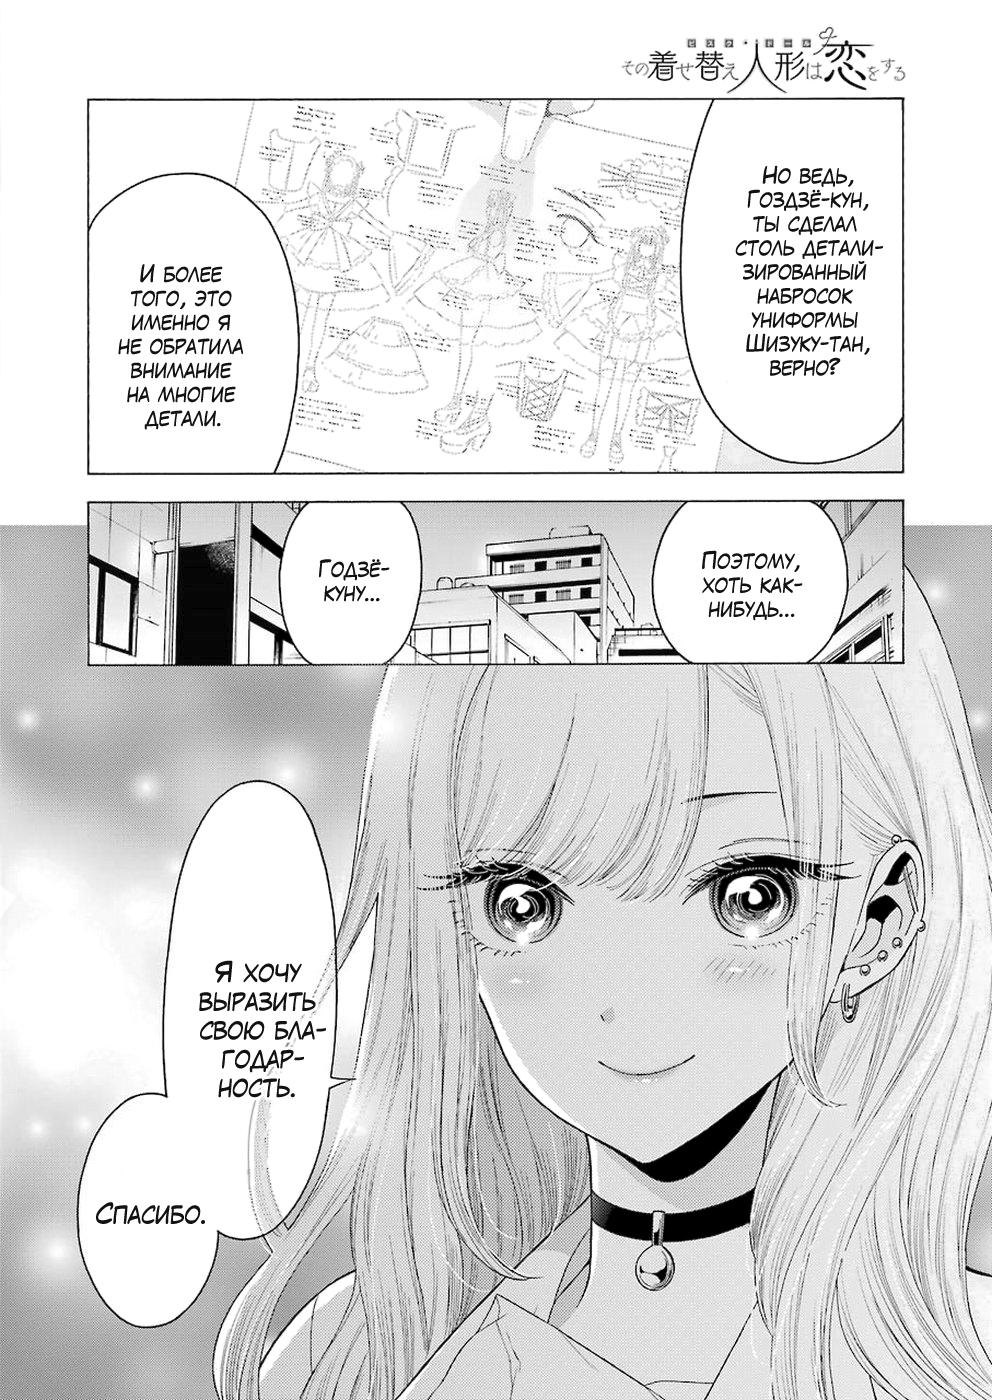 ビスク・ドール
その着せ替え人形は恋をする
Но ведь,
Гоздзё-кун,
ты сделал
столь детали-
зированный
набросок
униформы
Шизуку-тан,
верно?
И более
того, это
именно я
не обратила
внимание
на многие
детали.
Поэтому,
хоть как-
нибудь...
Годзё-
куну...
Я хочу
выразить
свою бла-
годар-
ность.
Спасибо.